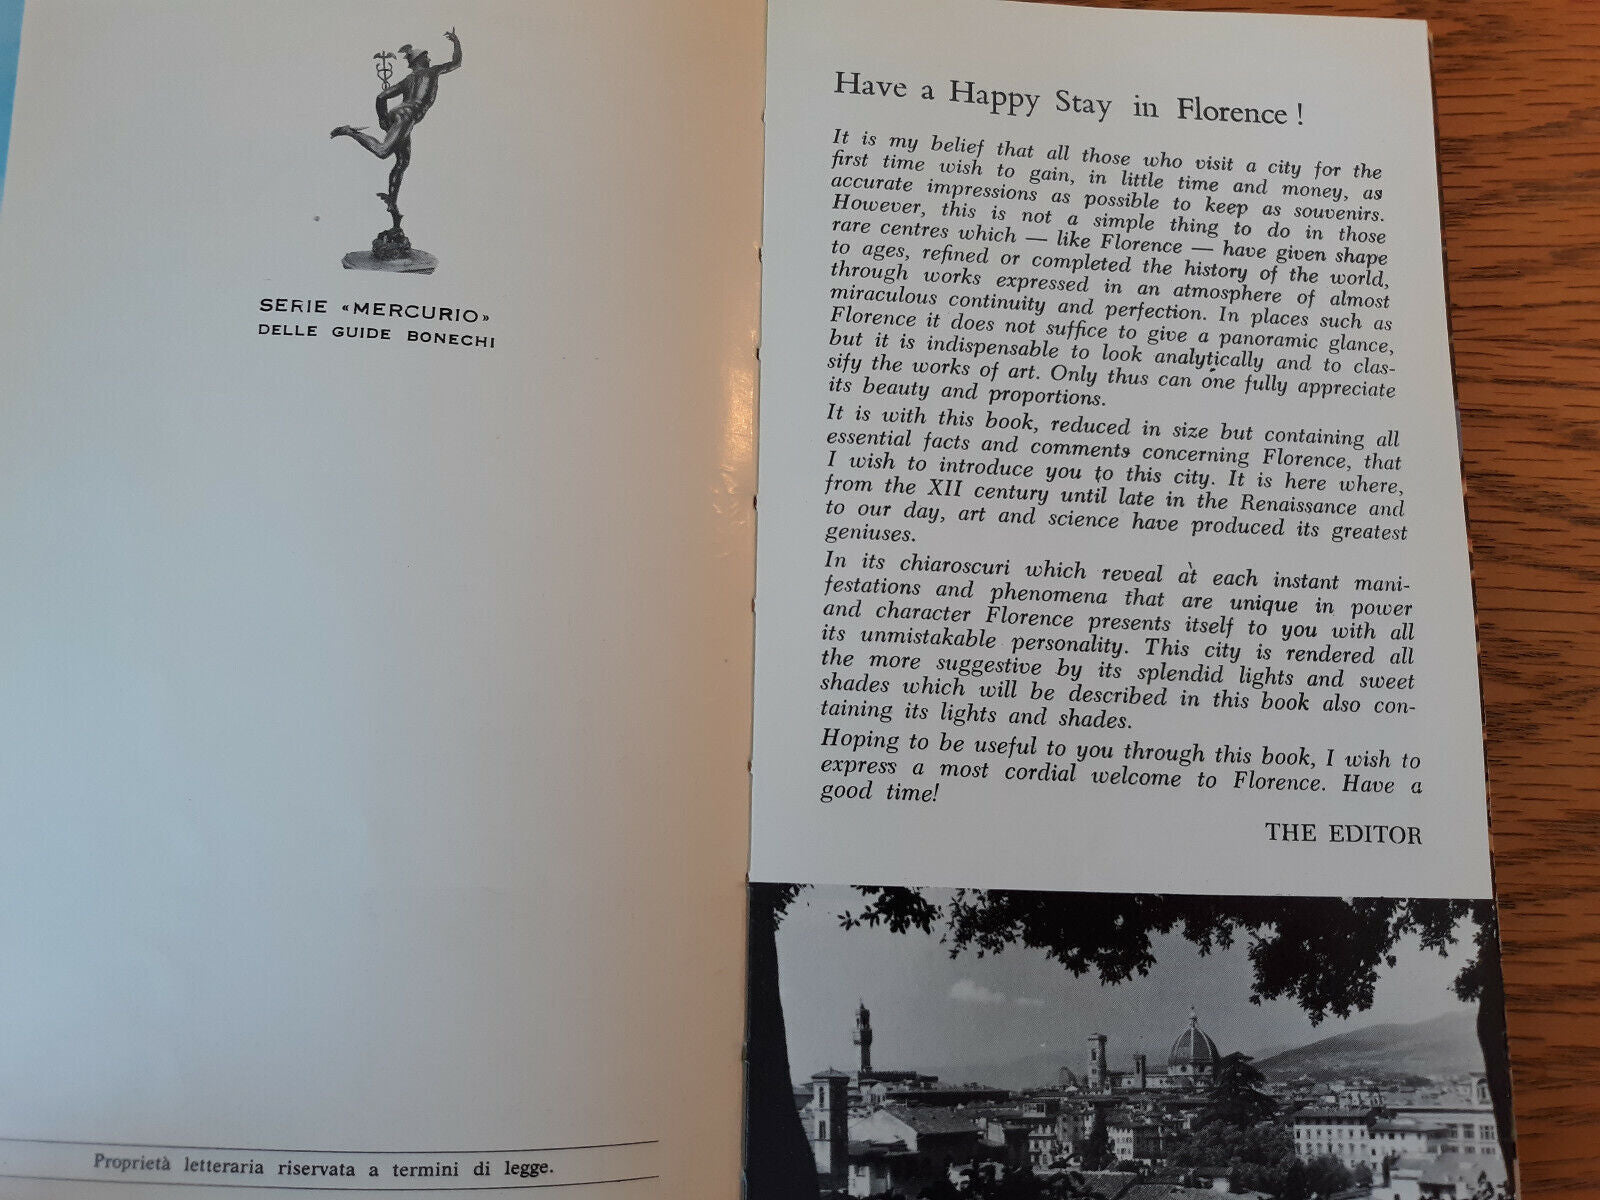 SERIE «MERCURIO»
DELLE GUIDE BONECHI
Proprietà letteraria riservata a termini di legge.
Have a Happy Stay in Florence !
It is my belief that all those who visit a city for the
first time wish to gain, in little time and money, as
accurate impressions as possible to keep as souvenirs.
However, this is not a simple thing to do in those
rare centres which — like Florence — have given shape
to ages, refined or completed the history of the world,
through works expressed in an atmosphere of almost
miraculous continuity and perfection. In places such as
Florence it does not suffice to give a panoramic glance,
but it is indispensable to look analytically and to clas-
sify the works of art. Only thus can one fully appreciate
its beauty and proportions.
It is with this book, reduced in size but containing all
essential facts and comments concerning Florence, that
I wish to introduce you to this city. It is here where,
from the XII century until late in the Renaissance and
to our day, art and science have produced its greatest
geniuses.
In its chiaroscuri which reveal at each instant mani-
festations and phenomena that are unique in power
and character Florence presents itself to you with all
its unmistakable personality. This city is rendered all
the more suggestive by its splendid lights and sweet
shades which will be described in this book also con-
taining its lights and shades.
Hoping to be useful to you through this book, I wish to
express a most cordial welcome to Florence. Have a
good time!
THE EDITOR